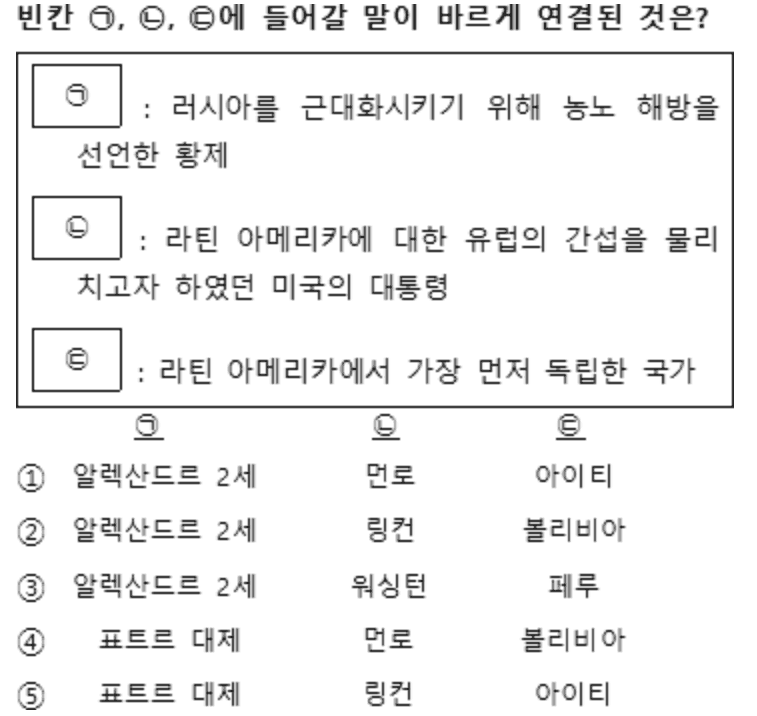 빈칸 ㉠, ㉡, ㉢에 들어갈 말이 바르게 연결된 것은?
㉠ : 러시아를 근대화시키기 위해 농노 해방을
선언한 황제
㉡ : 라틴 아메리카에 대한 유럽의 간섭을 물리
치고자 하였던 미국의 대통령
㉢ : 라틴 아메리카에서 가장 먼저 독립한 국가
㉠ ㉡ ㉢
① 알렉산드르 2세 먼로 아이티
② 알렉산드르 2세 링컨 볼리비아
③ 알렉산드르 2세 워싱턴 페루
④ 표트르 대제 먼로 볼리비아
⑤ 표트르 대제 링컨 아이티